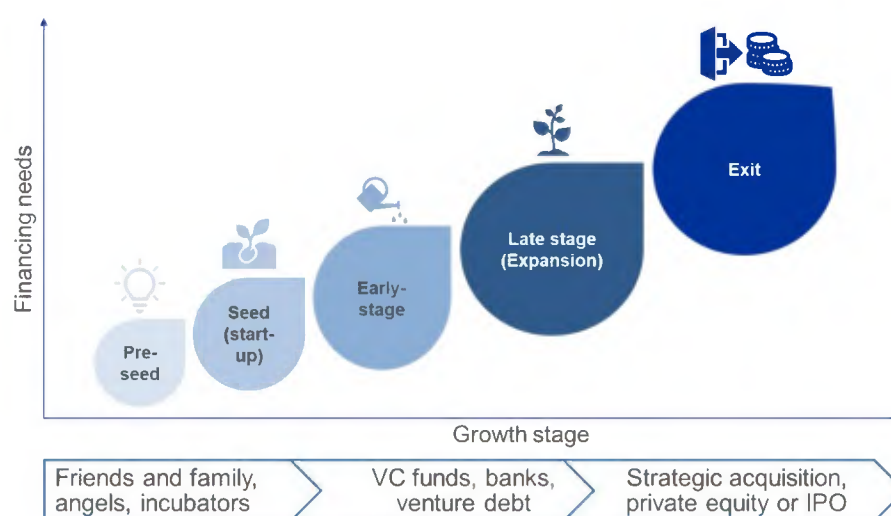 Financing needs
Exit
Late stage
(Expansion)
Early-
stage
Seed
(start-
up)
Pre-
seed
Growth stage
Friends and family,
angels, incubators
VC funds, banks,
venture debt
Strategic acquisition,
private equity or IPO